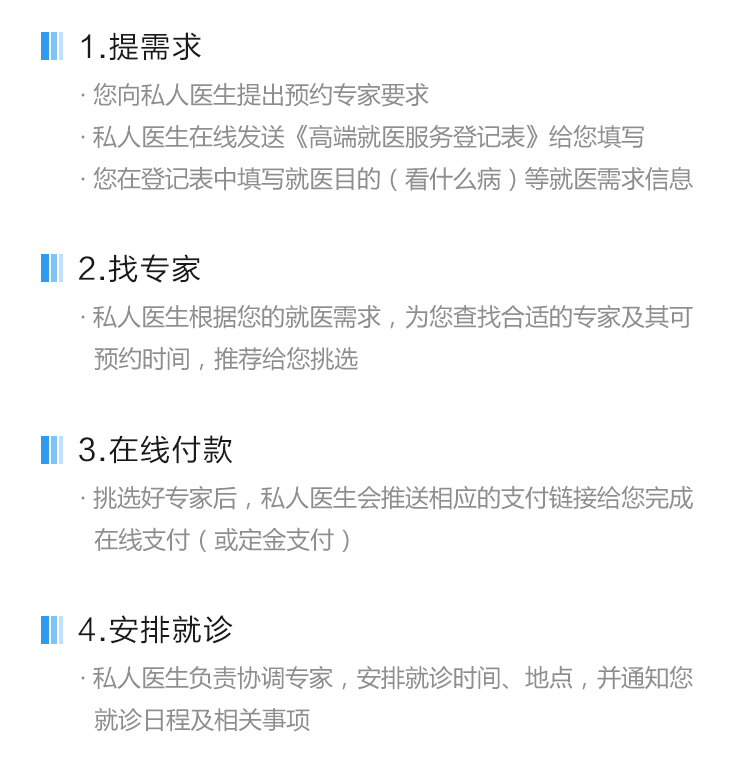 1.提需求
· 您向私人医生提出预约专家要求
· 私人医生在线发送《高端就医服务登记表》给您填写
· 您在登记表中填写就医目的（看什么病）等就医需求信息
2.找专家
· 私人医生根据您的就医需求，为您查找合适的专家及其可
预约时间，推荐给您挑选
3.在线付款
· 挑选好专家后，私人医生会推送相应的支付链接给您完成
在线支付（或定金支付）
4.安排就诊
· 私人医生负责协调专家，安排就诊时间、地点，并通知您
就诊日程及相关事项